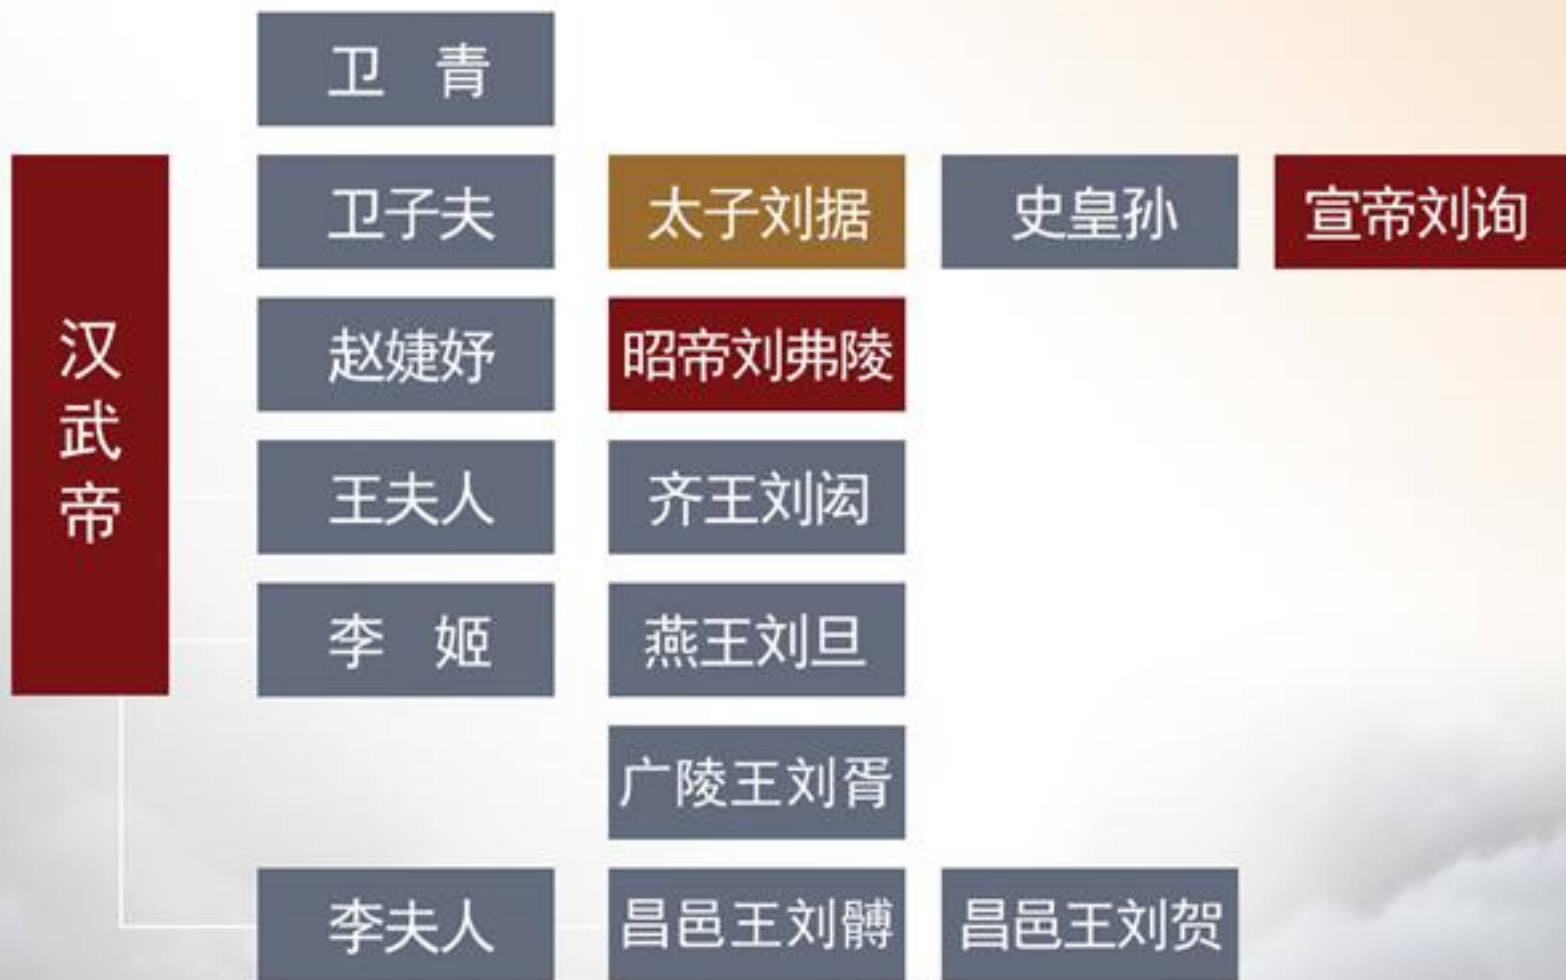 卫 青
汉武帝
卫子夫
太子刘据
史皇孙
宣帝刘询
赵婕妤
昭帝刘弗陵
王夫人
齐王刘闳
李 姬
燕王刘旦
广陵王刘胥
李夫人
昌邑王刘髆
昌邑王刘贺